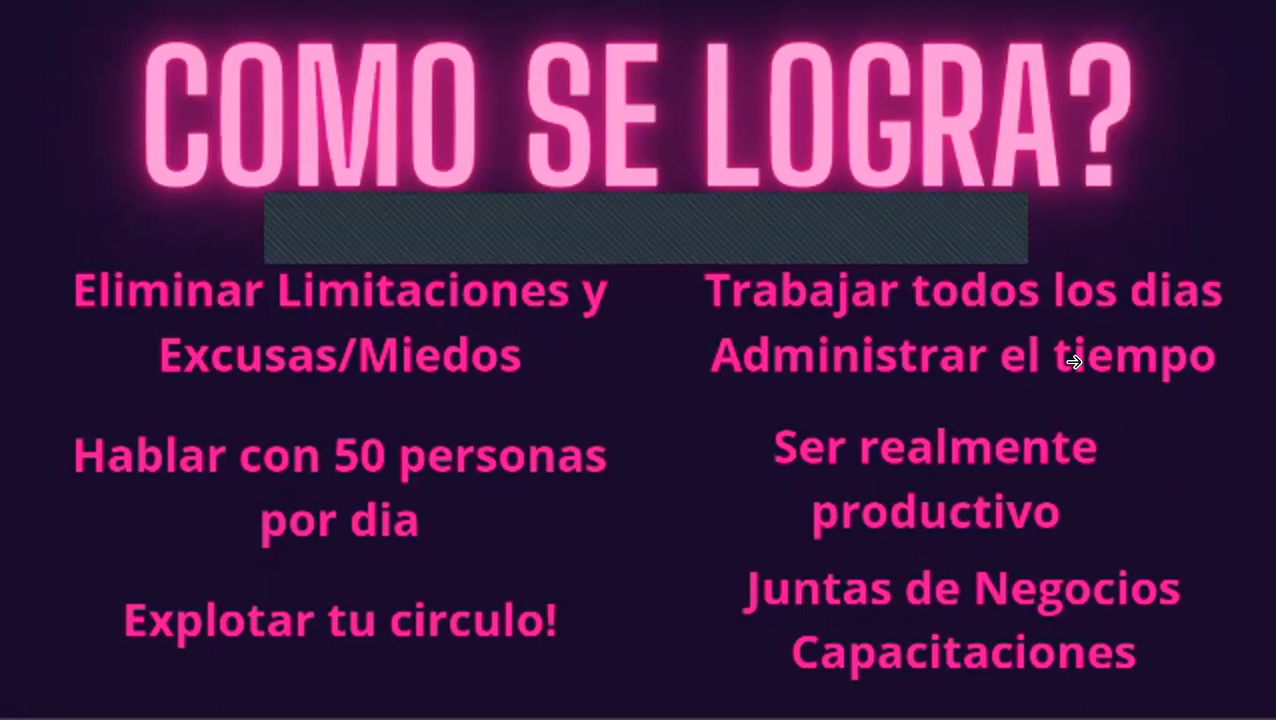 COMO SE LOGRA?
Eliminar Limitaciones y
Excusas/Miedos
Hablar con 50 personas
por dia
Explotar tu circulo!
Trabajar todos los dias
Administrar el tiempo
Ser realmente
productivo
Juntas de Negocios
Capacitaciones